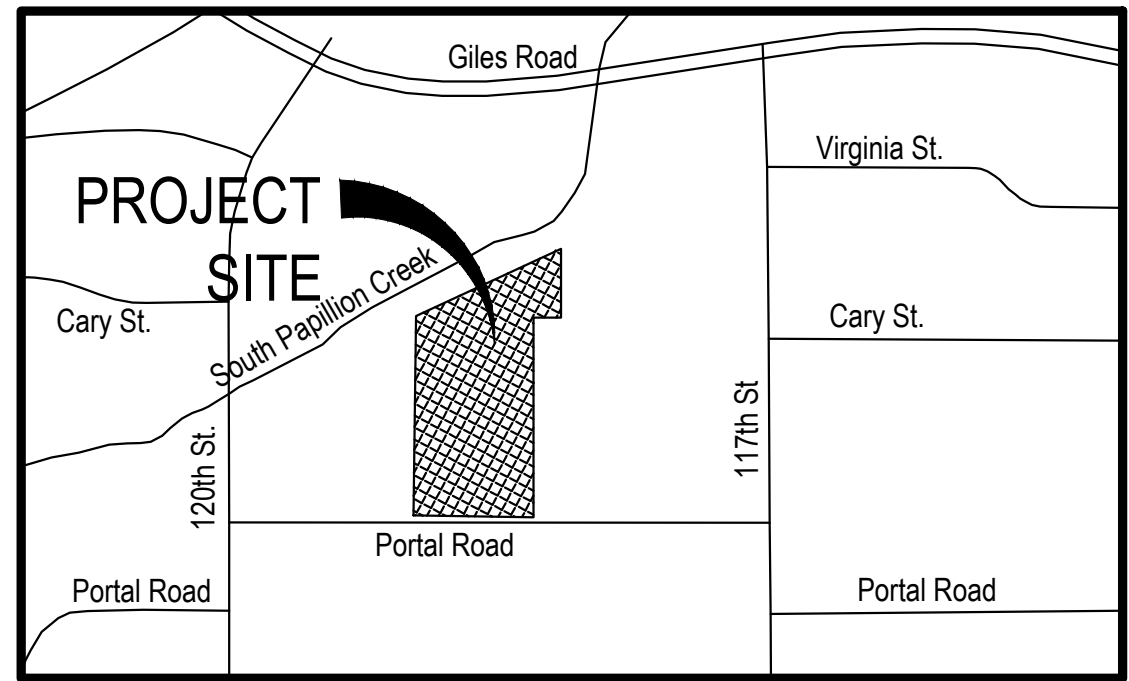 Giles Road
Virginia St.
PROJECT
SITE
South Papillion Creek
Cary St.
Cary St.
120th St.
117th St
Portal Road
Portal Road
Portal Road